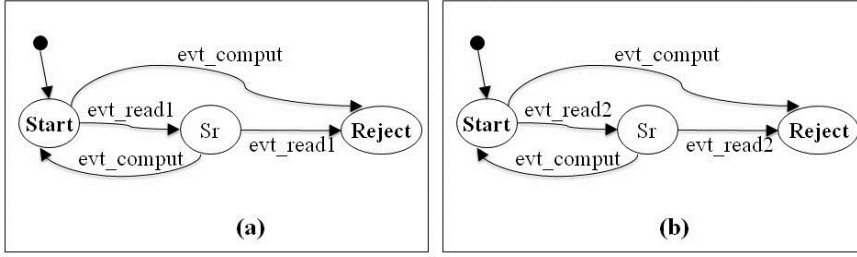 evt_comput
evt_read1
Start
Sr
Reject
evt_comput
evt_read1
(a)
evt_comput
evt_read2
Start
Sr
Reject
evt_comput
evt_read2
(b)